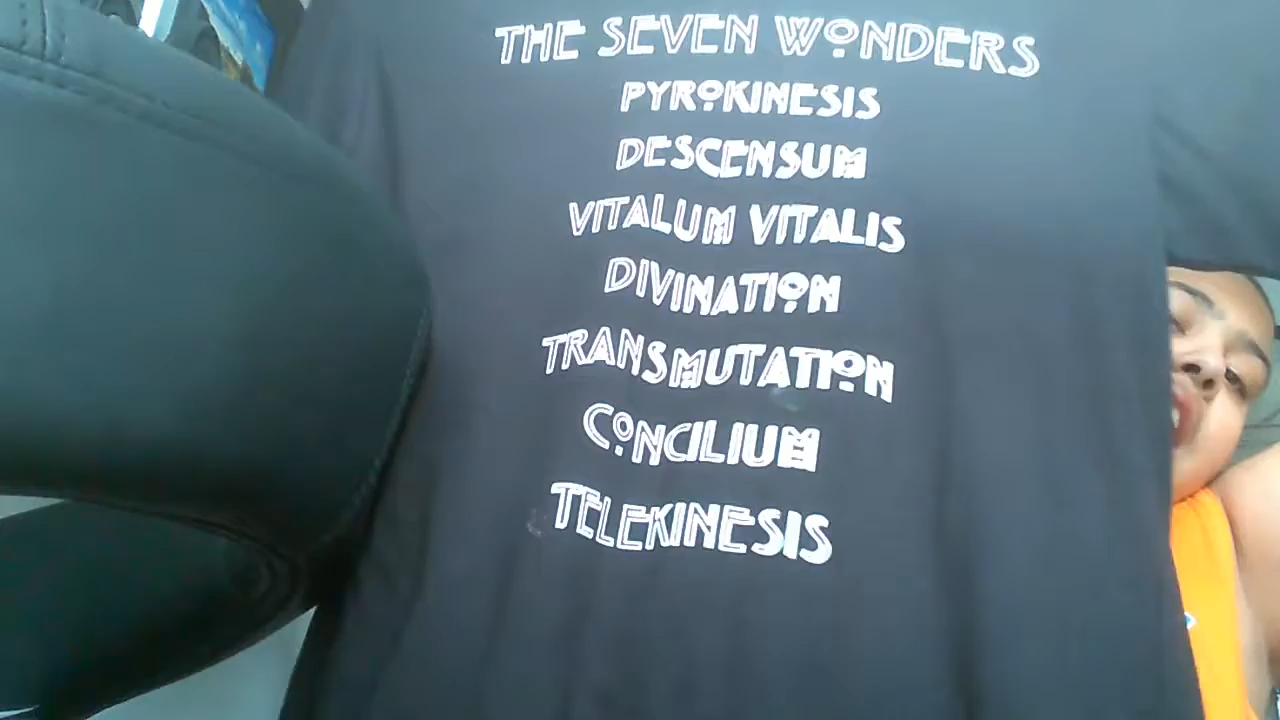 THE SEVEN WONDERS
PYROKINESIS
DESCENSUM
VITALUM VITALIS
DIVINATION
TRANSMUTATION
CONCILIUM
TELEKINESIS